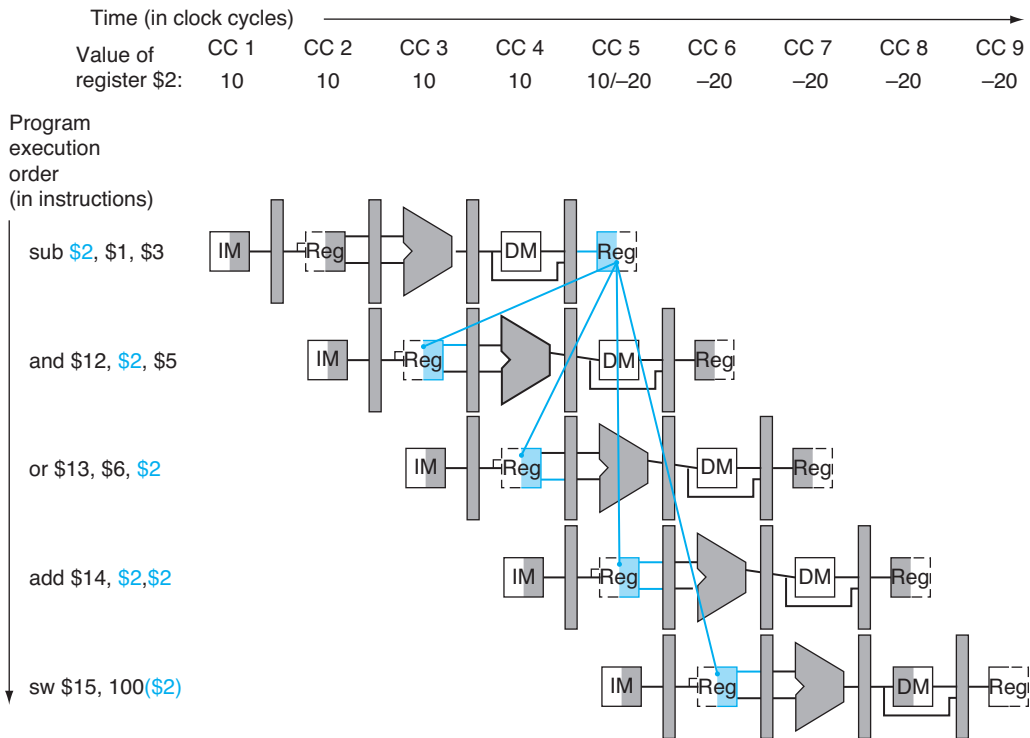 Time (in clock cycles)
Value of register $2:
CC 1 CC 2 CC 3 CC 4 CC 5 CC 6 CC 7 CC 8 CC 9
10 10 10 10 10/–20 –20 –20 –20 –20
Program
execution
order
(in instructions)
sub $2, $1, $3
IM Reg DM Reg
and $12, $2, $5
IM Reg DM Reg
or $13, $6, $2
IM Reg DM Reg
add $14, $2,$2
IM Reg DM Reg
sw $15, 100($2)
IM Reg DM Reg